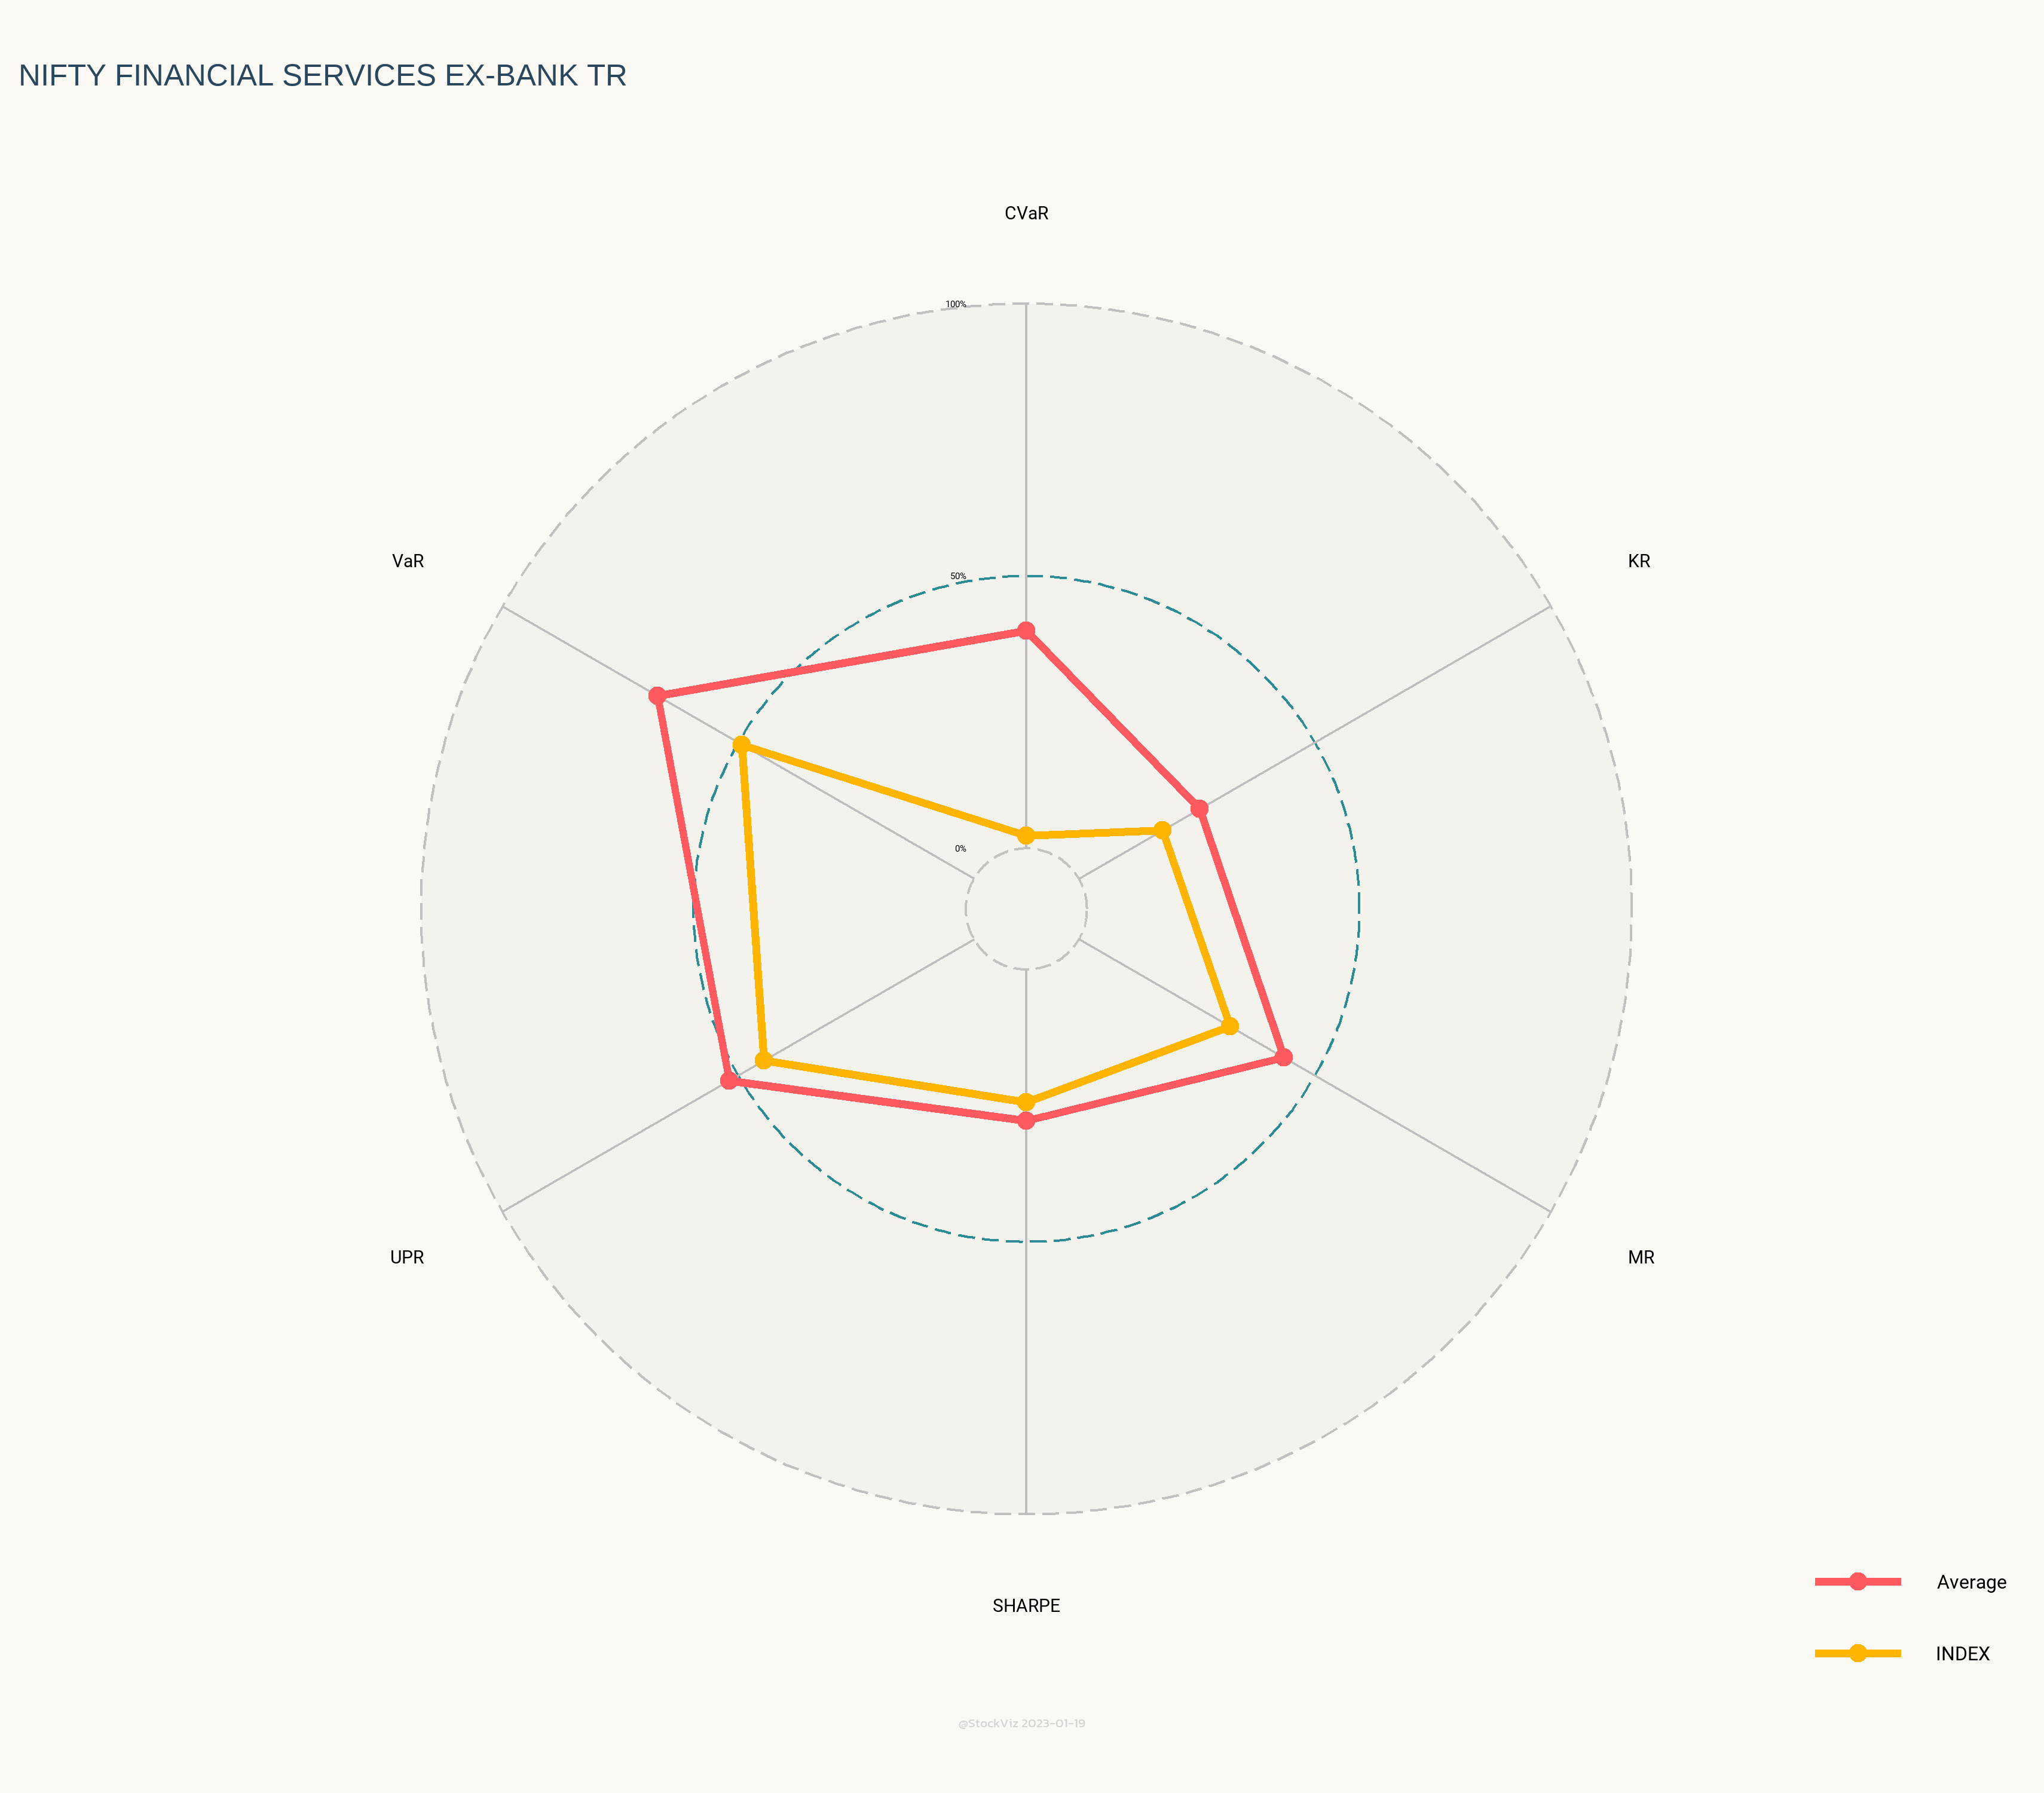 NIFTY FINANCIAL SERVICES EX-BANK TR
CVaR
100%
VaR
KR
50%
0%
UPR
MR
SHARPE
Average
INDEX
@StockViz 2023-01-19